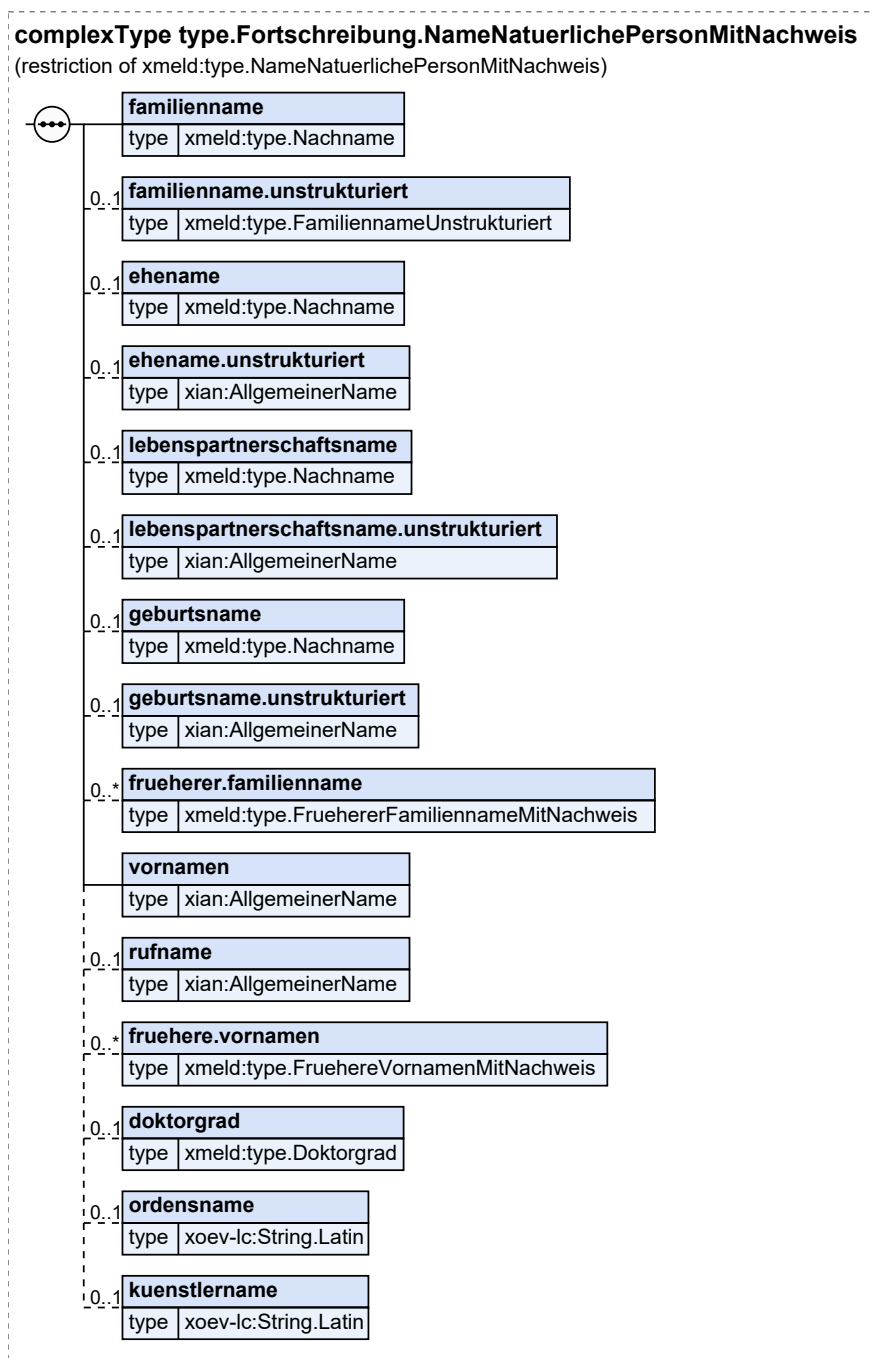 complexType type.Fortschreibung.NameNatuerlichePersonMitNachweis
(restriction of xmeld:type.NameNatuerlichePersonMitNachweis)
familienname
type xmeld:type.Nachname
0..1 familienname.unstrukturiert
type xmeld:type.FamiliennameUnstrukturiert
0..1 ehename
type xmeld:type.Nachname
0..1 ehename.unstrukturiert
type xian:AllgemeinerName
0..1 lebenspartnerschaftsname
type xmeld:type.Nachname
0..1 lebenspartnerschaftsname.unstrukturiert
type xian:AllgemeinerName
0..1 geburtsname
type xmeld:type.Nachname
0..1 geburtsname.unstrukturiert
type xian:AllgemeinerName
0..* frueherer.familienname
type xmeld:type.FruehererFamiliennameMitNachweis
vornamen
type xian:AllgemeinerName
0..1 rufname
type xian:AllgemeinerName
0..* fruehere.vornamen
type xmeld:type.FruehereVornamenMitNachweis
0..1 doktorgrad
type xmeld:type.Doktorgrad
0..1 ordensname
type xoev-lc:String.Latin
0..1 kuenstlername
type xoev-lc:String.Latin